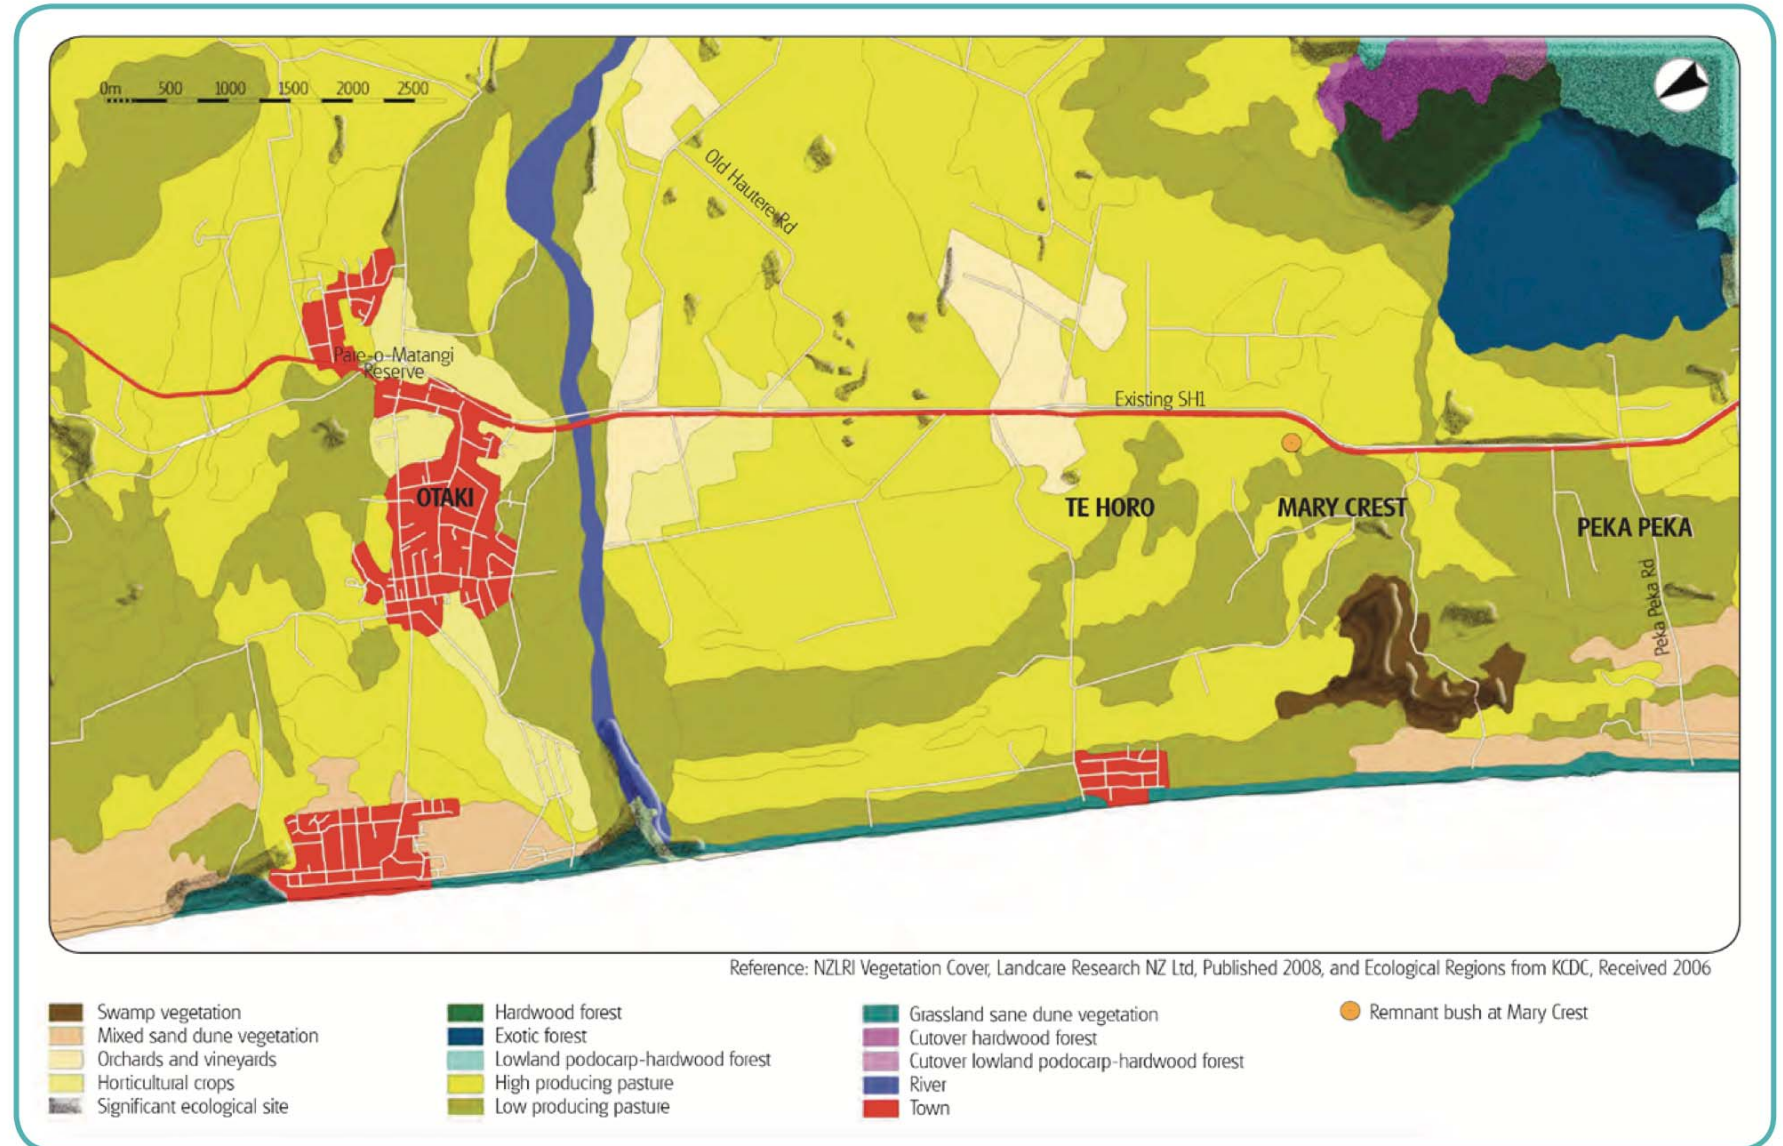 0m 500 1000 1500 2000 2500
Old Hautere Rd
Paie-o-Matangi
Reserve
Existing SH1
OTAKI
TE HORO
MARY CREST
PEKA PEKA
Peka Peka Rd
Reference: NZLRI Vegetation Cover, Landcare Research NZ Ltd, Published 2008, and Ecological Regions from KCDC, Received 2006
Swamp vegetation
Mixed sand dune vegetation
Orchards and vineyards
Horticultural crops
Significant ecological site
Hardwood forest
Exotic forest
Lowland podocarp-hardwood forest
High producing pasture
Low producing pasture
Grassland sane dune vegetation
Cutover hardwood forest
Cutover lowland podocarp-hardwood forest
River
Town
Remnant bush at Mary Crest